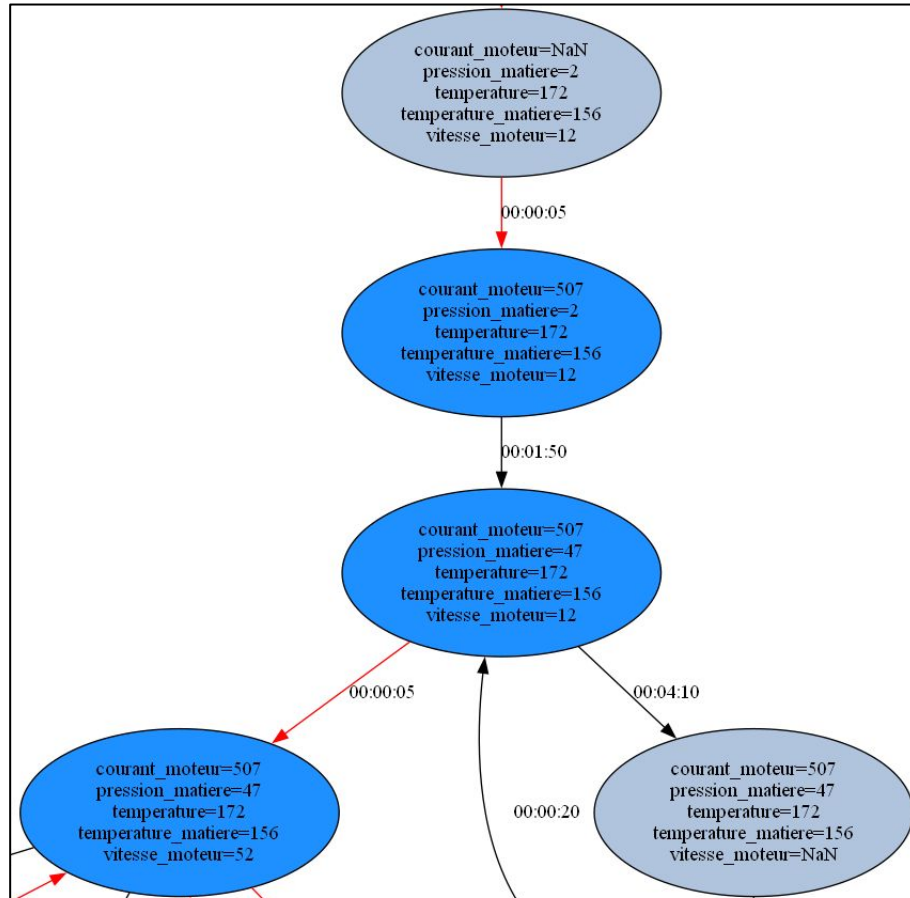 courant_moteur=NaN
pression_matiere=2
temperature=172
temperature_matiere=156
vitesse_moteur=12
00:00:05
courant_moteur=507
pression_matiere=2
temperature=172
temperature_matiere=156
vitesse_moteur=12
00:01:50
courant_moteur=507
pression_matiere=47
temperature=172
temperature_matiere=156
vitesse_moteur=12
00:00:05
00:04:10
courant_moteur=507
pression_matiere=47
temperature=172
temperature_matiere=156
vitesse_moteur=52
00:00:20
courant_moteur=507
pression_matiere=47
temperature=172
temperature_matiere=156
vitesse_moteur=NaN